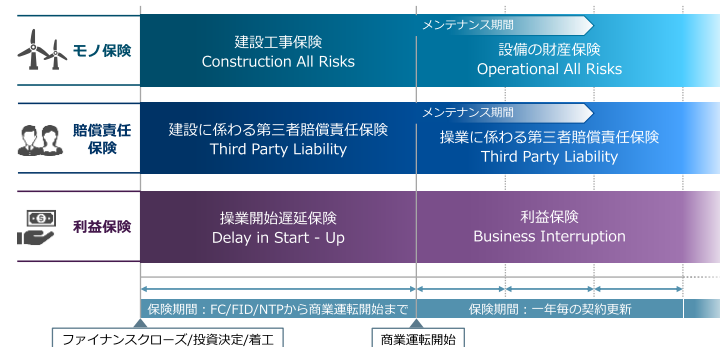 モノ保険
建設工事保険
Construction All Risks
メンテナンス期間
設備の財産保険
Operational All Risks
賠償責任
保険
建設に係わる第三者賠償責任保険
Third Party Liability
メンテナンス期間
操業に係わる第三者賠償責任保険
Third Party Liability
利益保険
操業開始遅延保険
Delay in Start - Up
利益保険
Business Interruption
保険期間：FC/FID/NTPから商業運転開始まで
保険期間：一年毎の契約更新
ファイナンスクローズ/投資決定/着工
商業運転開始